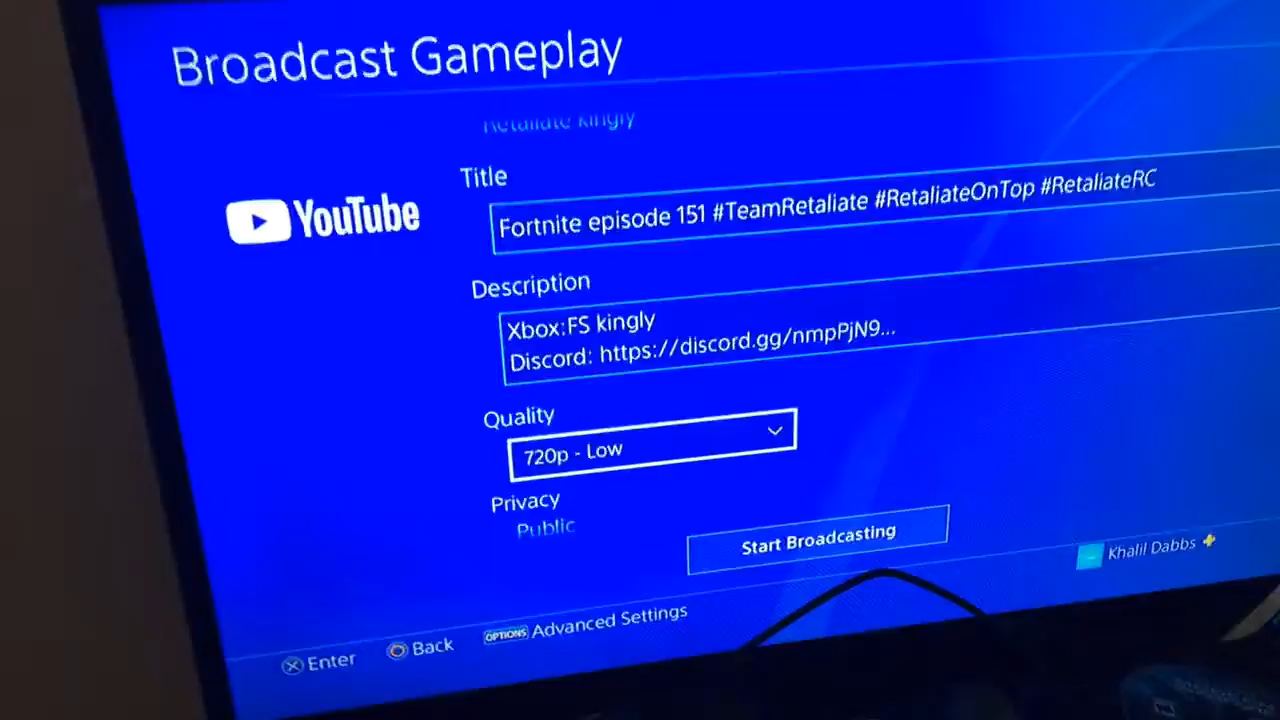 Broadcast Gameplay
Retaliate kingly
YouTube
Title
Fortnite episode 151 #TeamRetaliate #RetaliateOnTop #RetaliateRC
Description
Xbox:FS kingly
Discord: https://discord.gg/nmpPjN9...
Quality
720p - Low
Privacy
Public
Start Broadcasting
Khalil Dabbs
Enter
Back
OPTIONS Advanced Settings